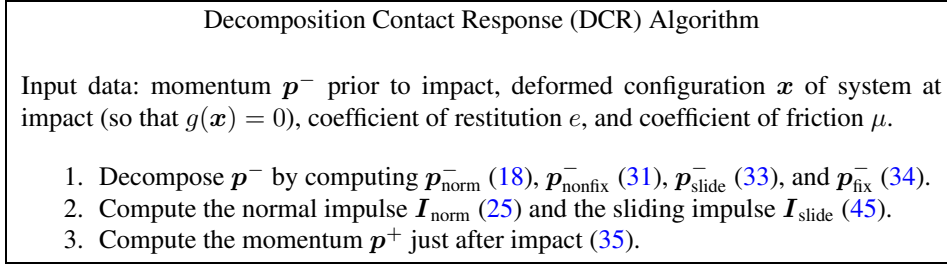 Decomposition Contact Response (DCR) Algorithm
Input data: momentum p⁻ prior to impact, deformed configuration x of system at
impact (so that g(x) = 0), coefficient of restitution e, and coefficient of friction μ.
1. Decompose p⁻ by computing p⁻_norm (18), p⁻_nonfix (31), p⁻_slide (33), and p⁻_fix (34).
2. Compute the normal impulse I_norm (25) and the sliding impulse I_slide (45).
3. Compute the momentum p⁺ just after impact (35).